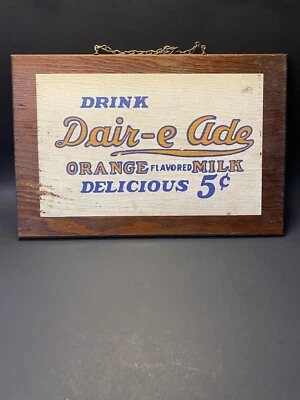 DRINK
Dair-e Ade
ORANGE FLAVORED MILK
DELICIOUS 5¢